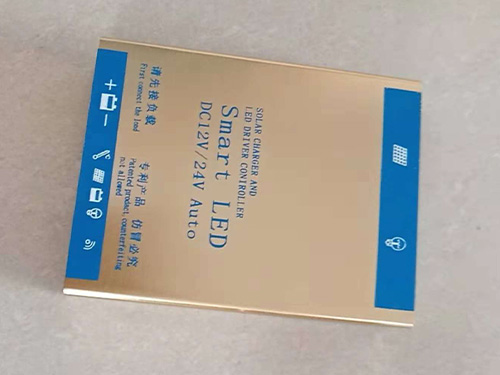 SOLAR CHARGER AND
LED DRIVER CONTROLLER
Smart LED
DC12V/24V Auto
请先接负载
First connect the load
专利产品 仿冒必究
Patented product, counterfeiting
not allowed
+ −